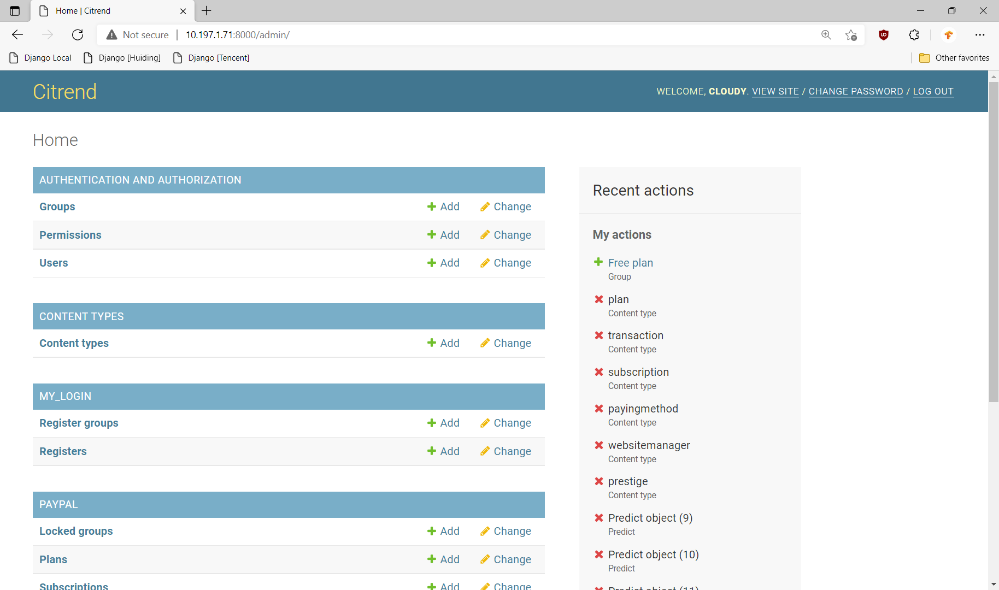 Home | Citrend
Not secure | 10.197.1.71:8000/admin/
Django Local
Django [Huiding]
Django [Tencent]
Other favorites
Citrend
WELCOME, CLOUDY. VIEW SITE / CHANGE PASSWORD / LOG OUT
Home
AUTHENTICATION AND AUTHORIZATION
Groups Add Change
Permissions Add Change
Users Add Change
CONTENT TYPES
Content types Add Change
MY_LOGIN
Register groups Add Change
Registers Add Change
PAYPAL
Locked groups Add Change
Plans Add Change
Subscriptions Add Change
Recent actions
My actions
Free plan
Group
plan
Content type
transaction
Content type
subscription
Content type
payingmethod
Content type
websitemanager
Content type
prestige
Content type
Predict object (9)
Predict
Predict object (10)
Predict
Predict object (11)